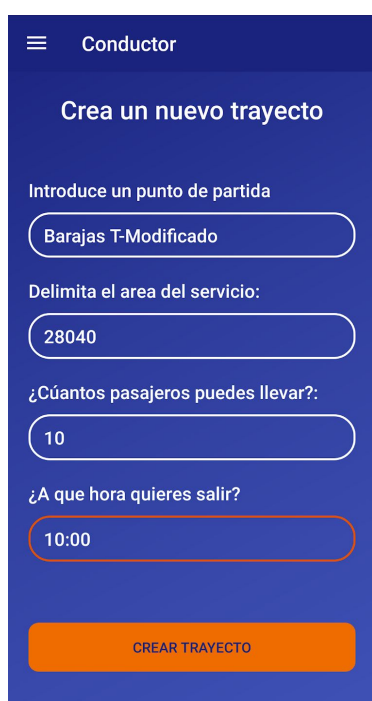 Conductor
Crea un nuevo trayecto
Introduce un punto de partida
Barajas T-Modificado
Delimita el area del servicio:
28040
¿Cúantos pasajeros puedes llevar?:
10
¿A que hora quieres salir?
10:00
CREAR TRAYECTO